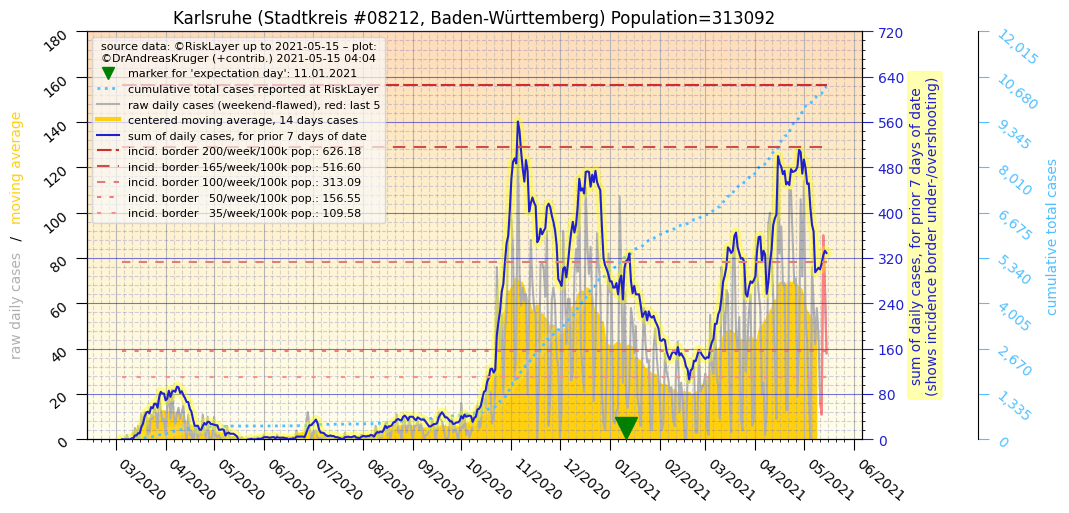 Karlsruhe (Stadtkreis #08212, Baden-Württemberg) Population=313092
source data: ©RiskLayer up to 2021-05-15 – plot:
©DrAndreasKruger (+contrib.) 2021-05-15 04:04
marker for 'expectation day': 11.01.2021
cumulative total cases reported at RiskLayer
raw daily cases (weekend-flawed), red: last 5
centered moving average, 14 days cases
sum of daily cases, for prior 7 days of date
incid. border 200/week/100k pop.: 626.18
incid. border 165/week/100k pop.: 516.60
incid. border 100/week/100k pop.: 313.09
incid. border   50/week/100k pop.: 156.55
incid. border   35/week/100k pop.: 109.58
raw daily cases  /  moving average
180
160
140
120
100
80
60
40
20
0
720
640
560
480
400
320
240
160
80
0
sum of daily cases, for prior 7 days of date
(shows incidence border under-/overshooting)
12,015
10,680
9,345
8,010
6,675
5,340
4,005
2,670
1,335
0
cumulative total cases
03/2020
04/2020
05/2020
06/2020
07/2020
08/2020
09/2020
10/2020
11/2020
12/2020
01/2021
02/2021
03/2021
04/2021
05/2021
06/2021